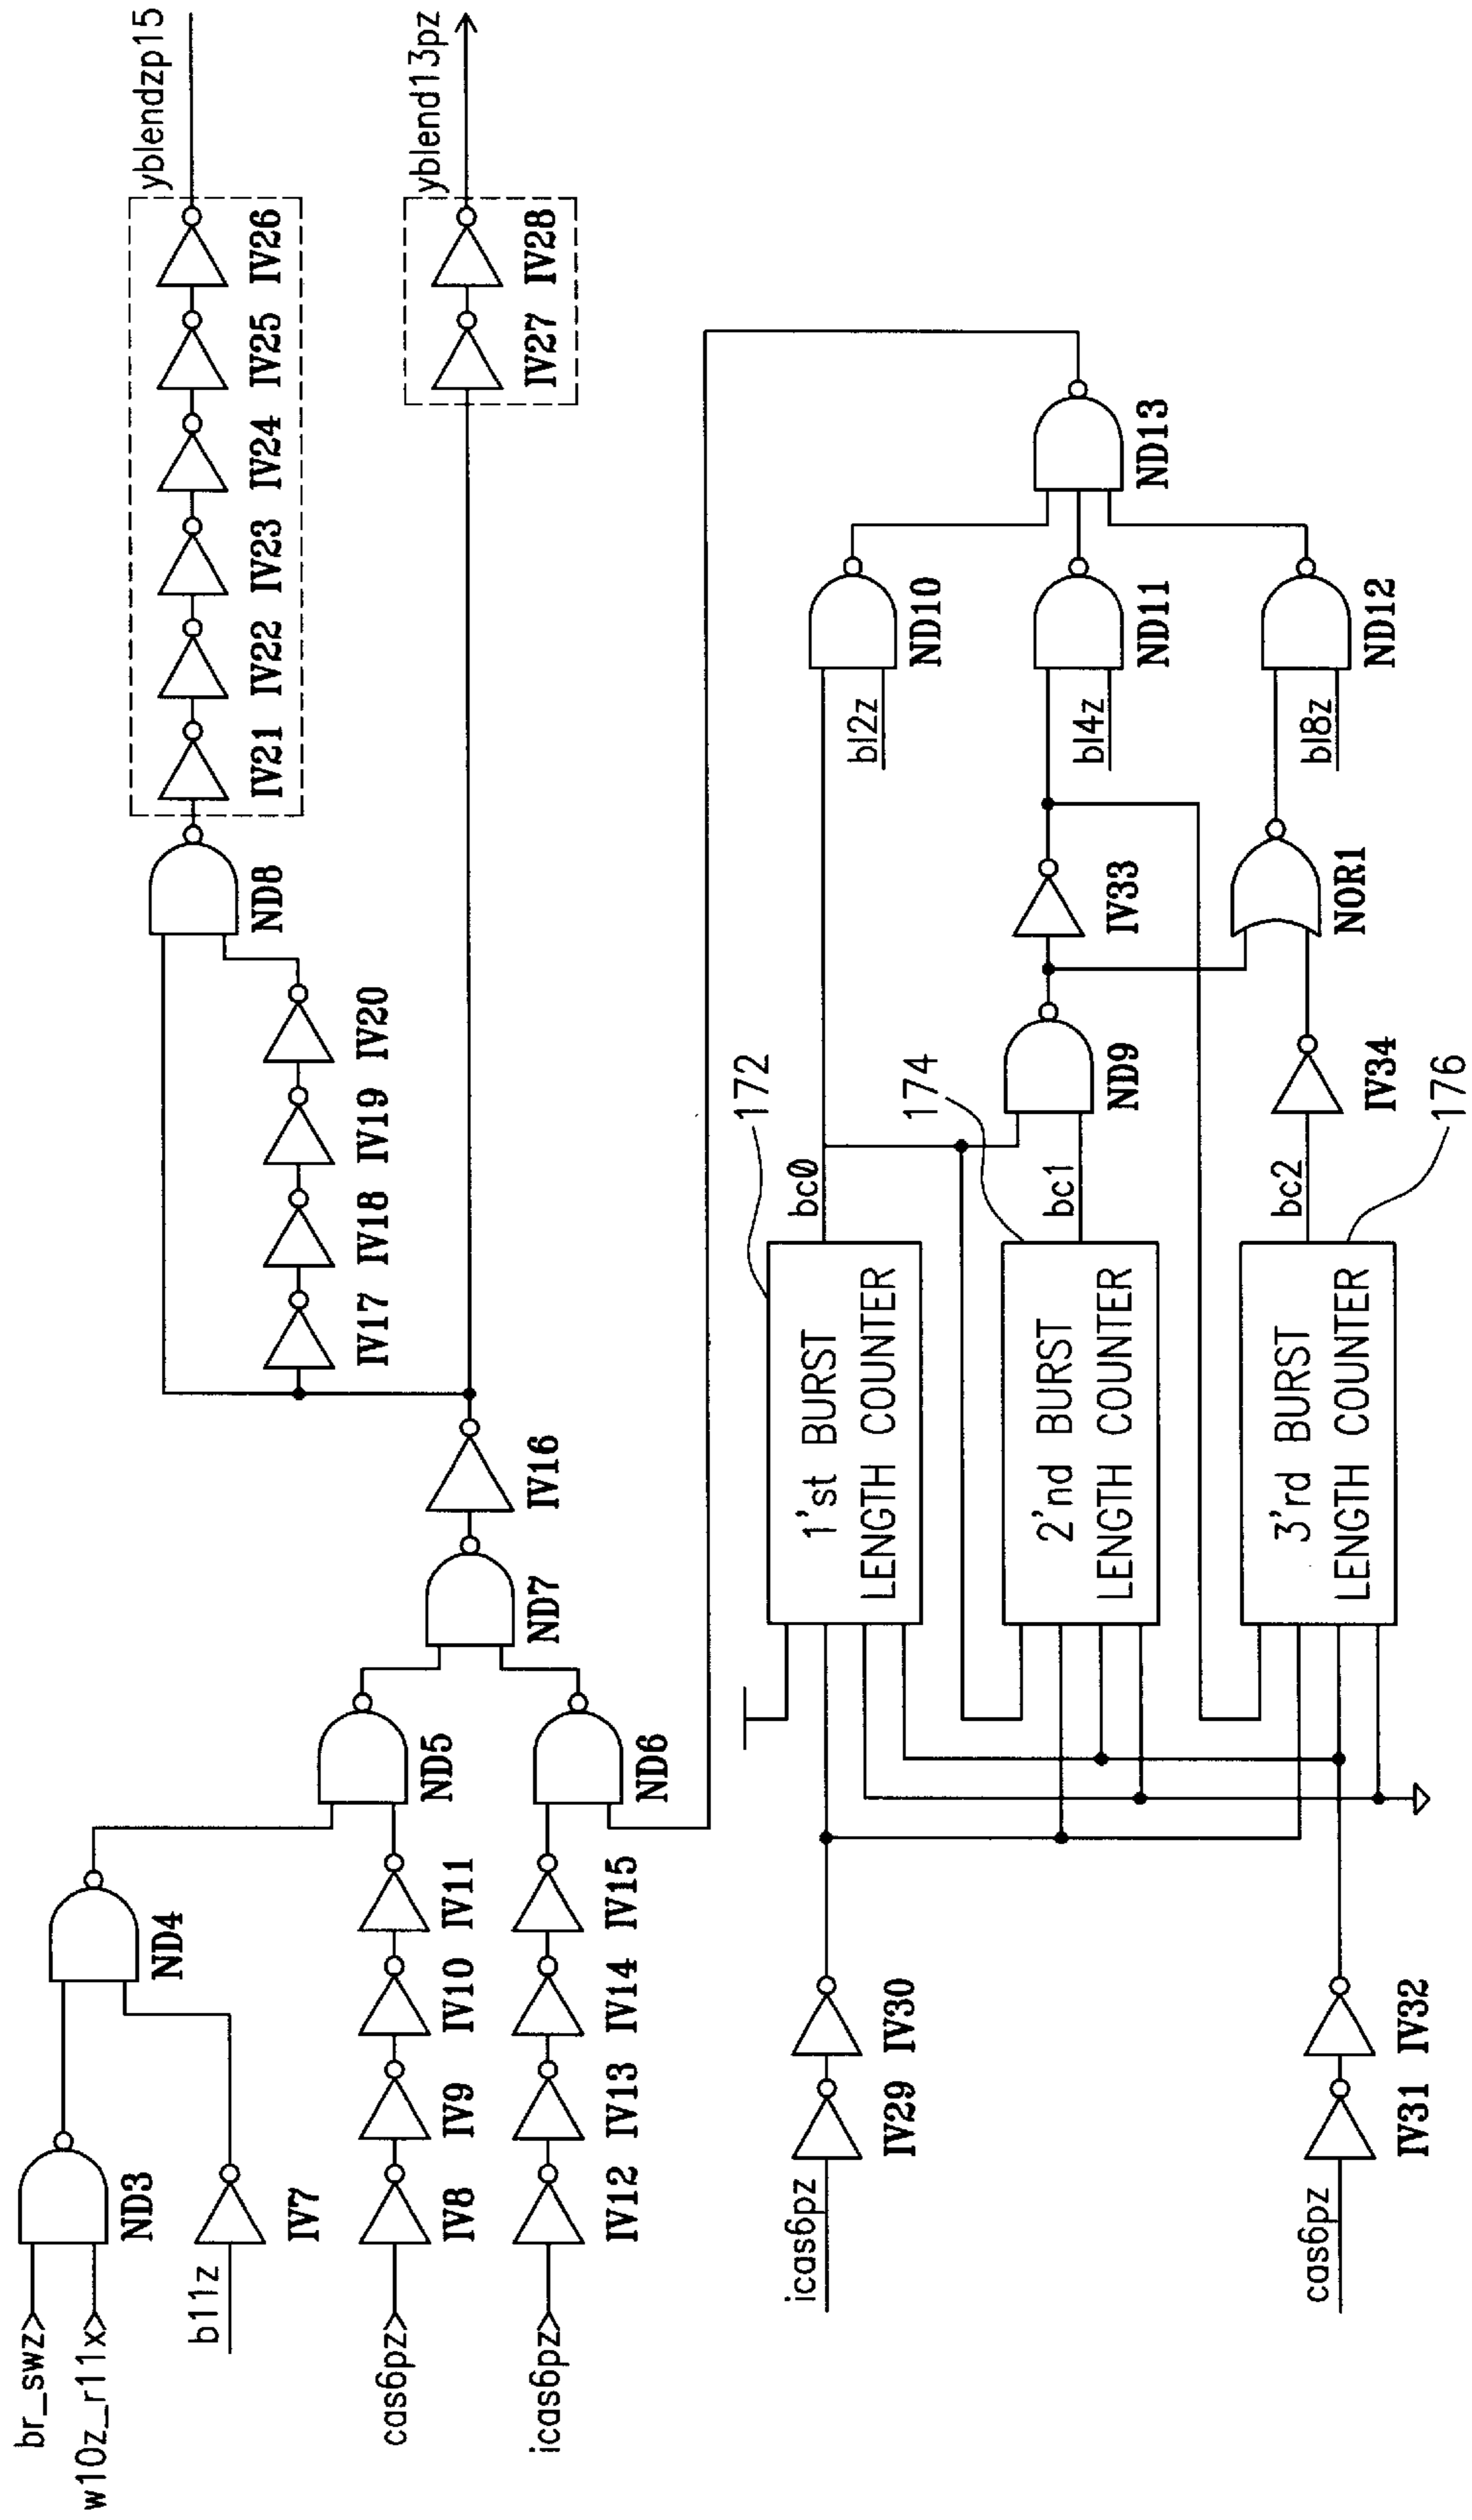 br_swz
w10z_r11x
ND3
b11z
IV7
ND4
cas6pz
IV8
IV9
IV10
IV11
icas6pz
IV12
IV13
IV14
IV15
ND5
ND6
ND7
IV16
IV17
IV18
IV19
IV20
ND8
IV21
IV22
IV23
IV24
IV25
IV26
yblendzp15
IV27
IV28
yblend13pz
icas6pz
IV29
IV30
cas6pz
IV31
IV32
1'st BURST
LENGTH COUNTER
172
bc0
2'nd BURST
LENGTH COUNTER
174
bc1
3'rd BURST
LENGTH COUNTER
176
bc2
ND9
IV33
IV34
NOR1
bl2z
ND10
bl4z
ND11
bl8z
ND12
ND13